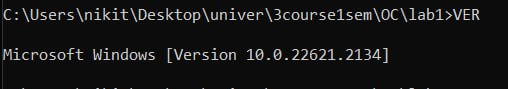 C:\Users\nikit\Desktop\univer\3course1sem\OC\lab1>VER
Microsoft Windows [Version 10.0.22621.2134]